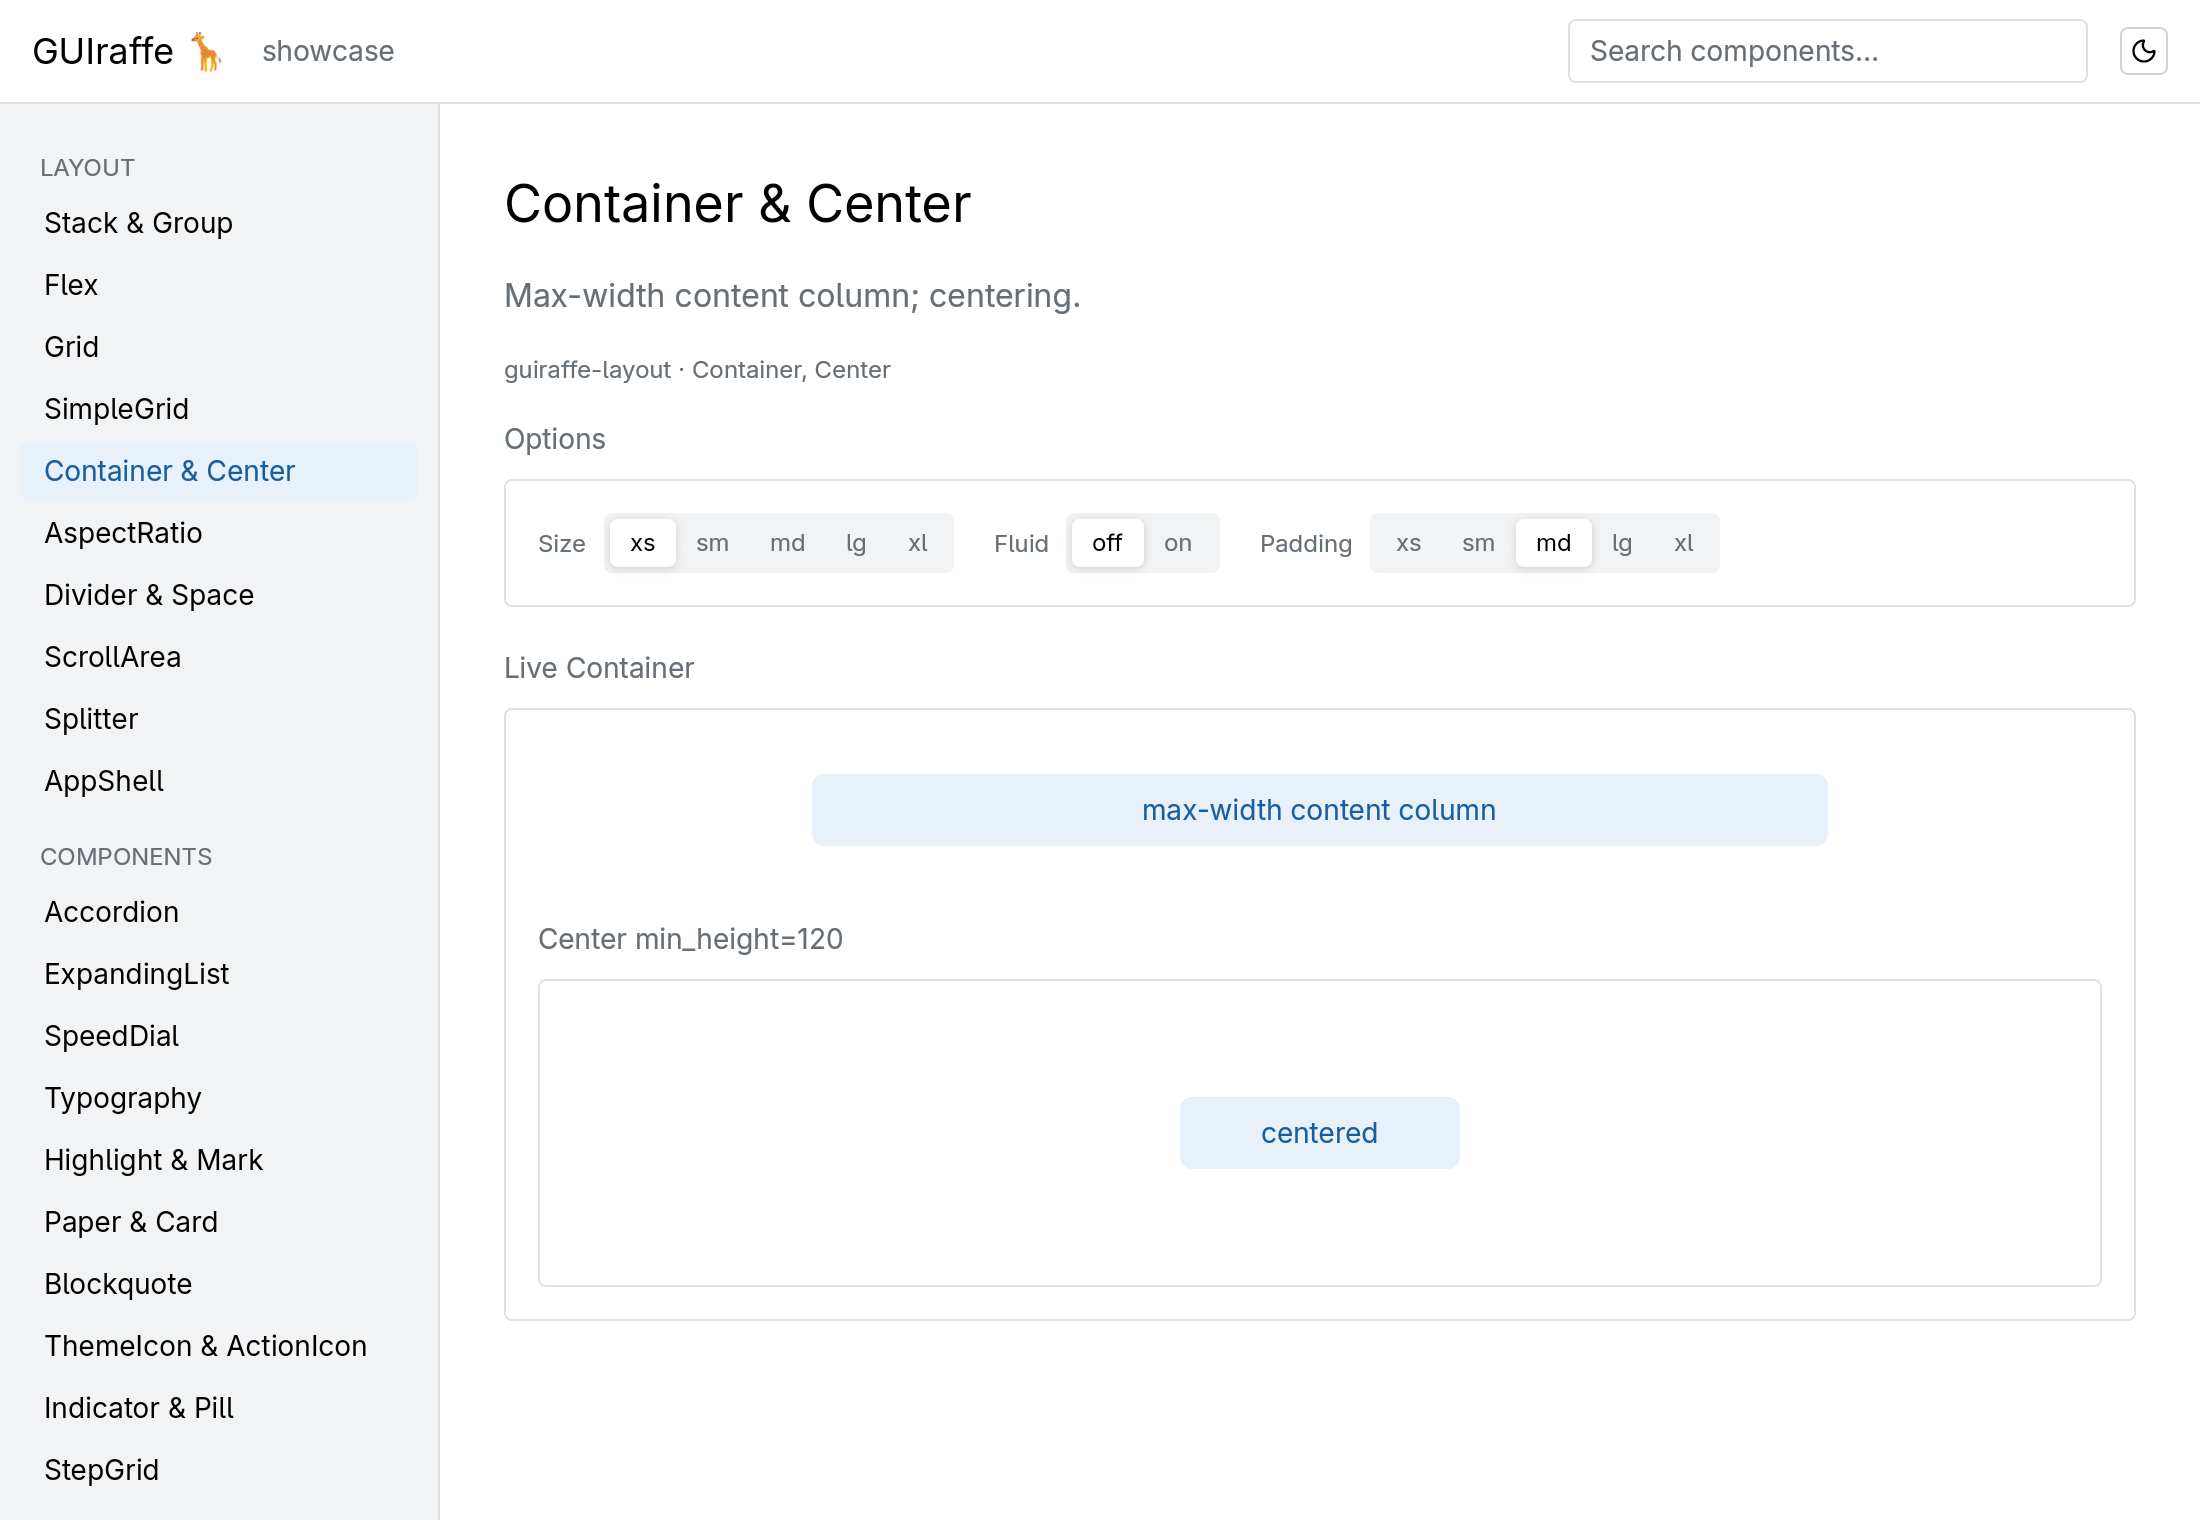 GUIraffe 🦒 showcase Search components...
LAYOUT
Stack & Group
Flex
Grid
SimpleGrid
Container & Center
AspectRatio
Divider & Space
ScrollArea
Splitter
AppShell
COMPONENTS
Accordion
ExpandingList
SpeedDial
Typography
Highlight & Mark
Paper & Card
Blockquote
ThemeIcon & ActionIcon
Indicator & Pill
StepGrid
Container & Center
Max-width content column; centering.
guiraffe-layout · Container, Center
Options
Size xs sm md lg xl Fluid off on Padding xs sm md lg xl
Live Container
max-width content column
Center min_height=120
centered